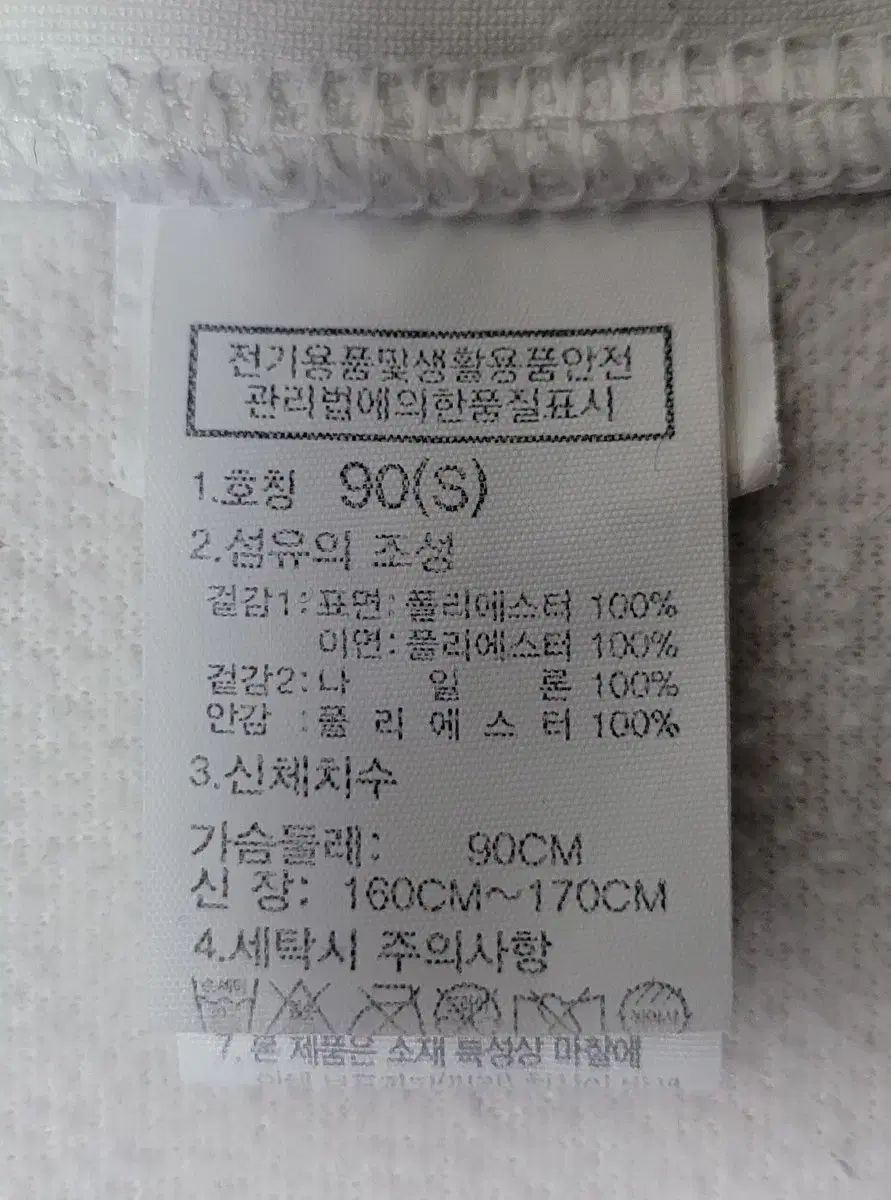 전기용품및생활용품안전
관리법에의한품질표시
1.호칭 90(S)
2.섬유의 조성
겉감1:표면:폴리에스터 100%
이면:폴리에스터 100%
겉감2:나 일 론 100%
안감 :폴 리 에 스 터 100%
3.신체치수
가슴둘레: 90CM
신 장: 160CM~170CM
4.세탁시 주의사항
손세탁
7. 본 제품은 소재 특성상 마찰에